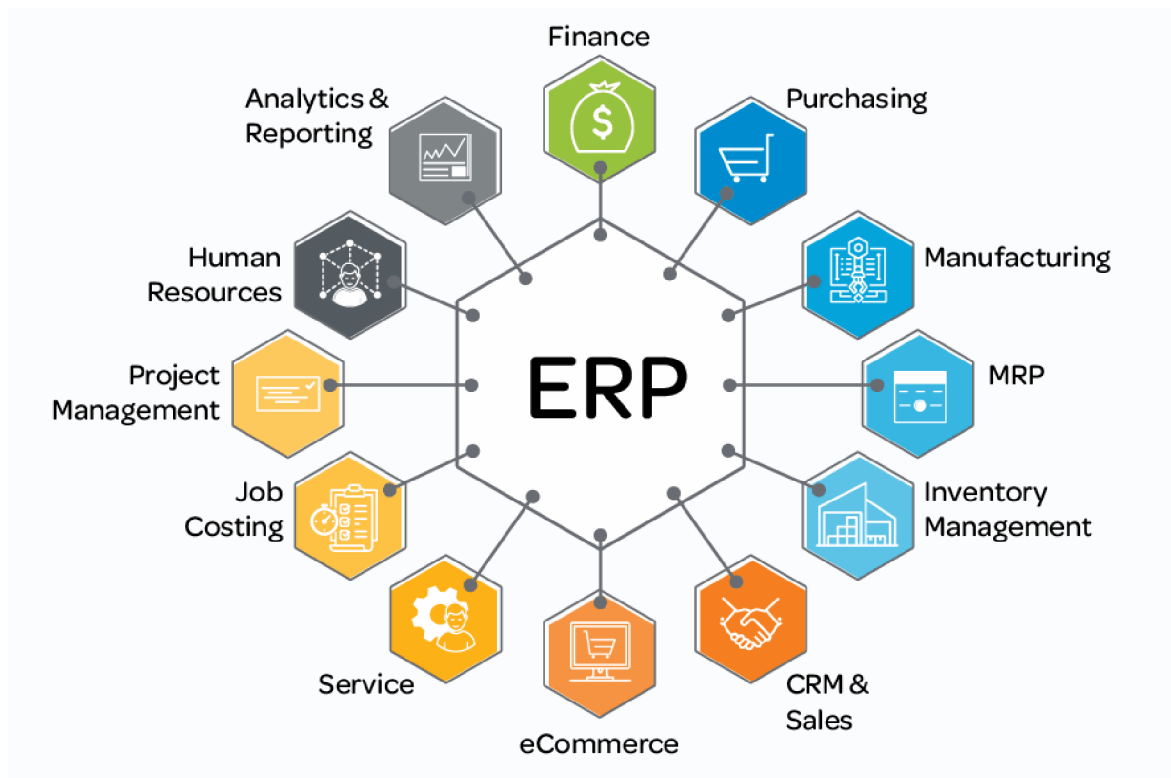 Finance
Analytics &
Reporting
Purchasing
Human
Resources
Manufacturing
Project
Management
ERP
MRP
Job
Costing
Inventory
Management
Service
CRM &
Sales
eCommerce
$